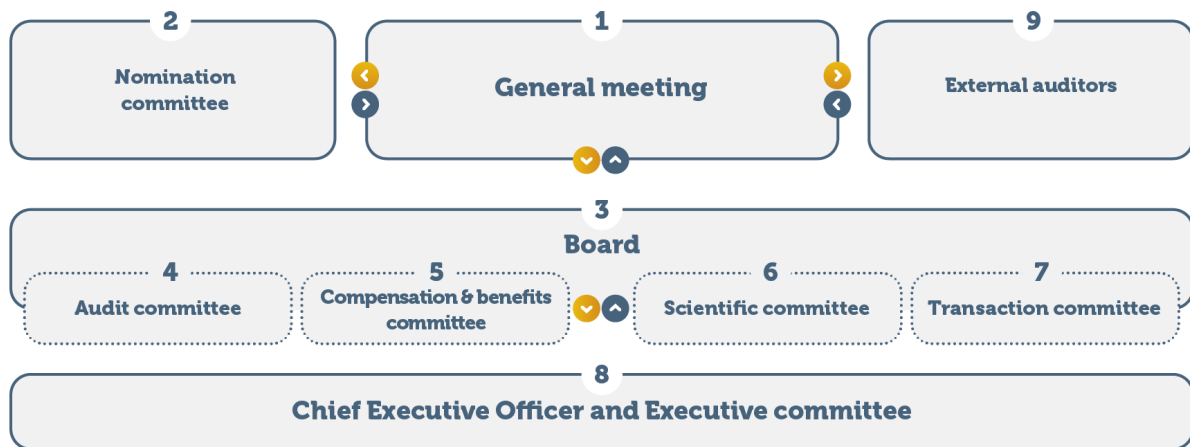 2
Nomination
committee
1
General meeting
9
External auditors
3
Board
4
Audit committee
5
Compensation & benefits
committee
6
Scientific committee
7
Transaction committee
8
Chief Executive Officer and Executive committee